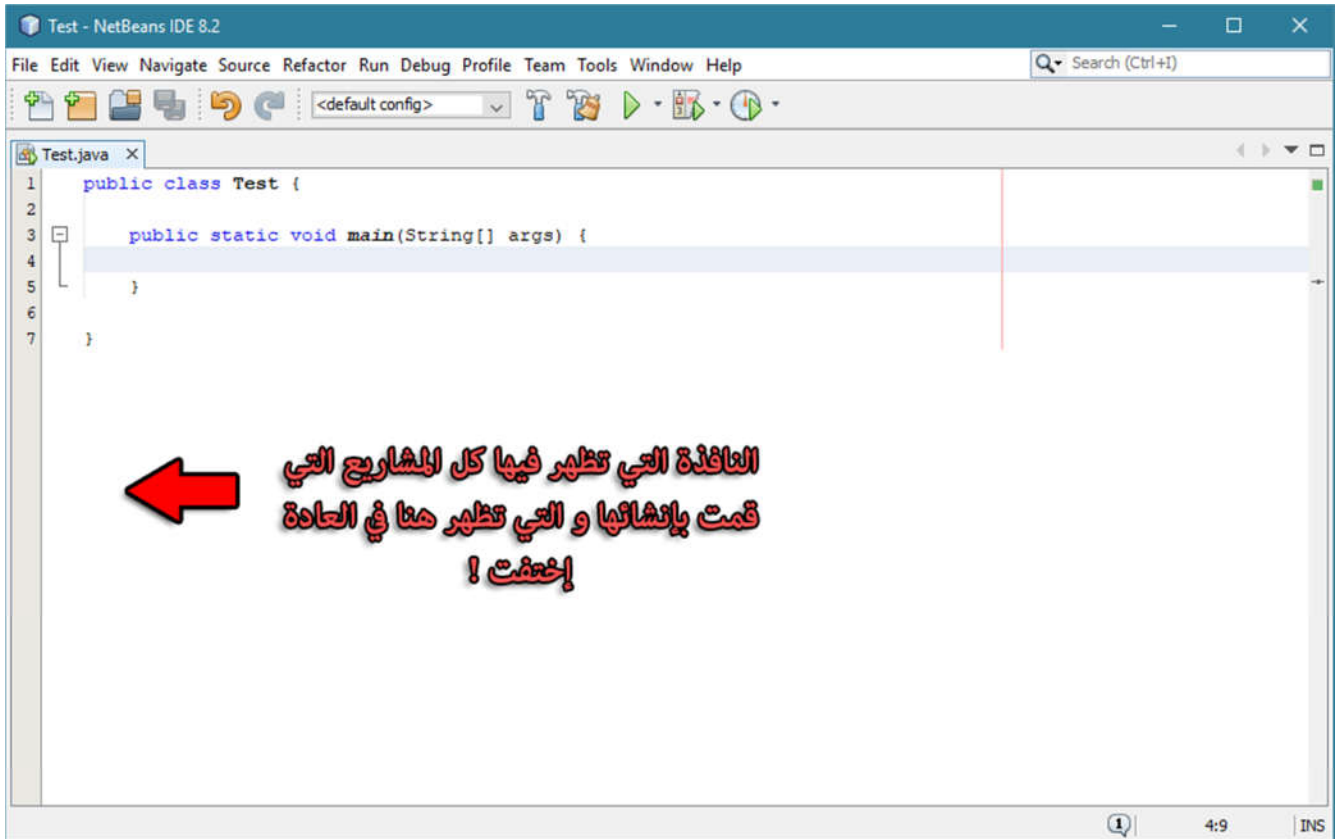 Test - NetBeans IDE 8.2
File Edit View Navigate Source Refactor Run Debug Profile Team Tools Window Help
Search (Ctrl+I)
<default config>
Test.java
1 public class Test {
2
3 public static void main(String[] args) {
4
5 }
6
7 }
النافذة التي تظهر فيها كل المشاريع التي
قمت بإنشائها و التي تظهر هنا في العادة
إختفت !
1 4:9 INS